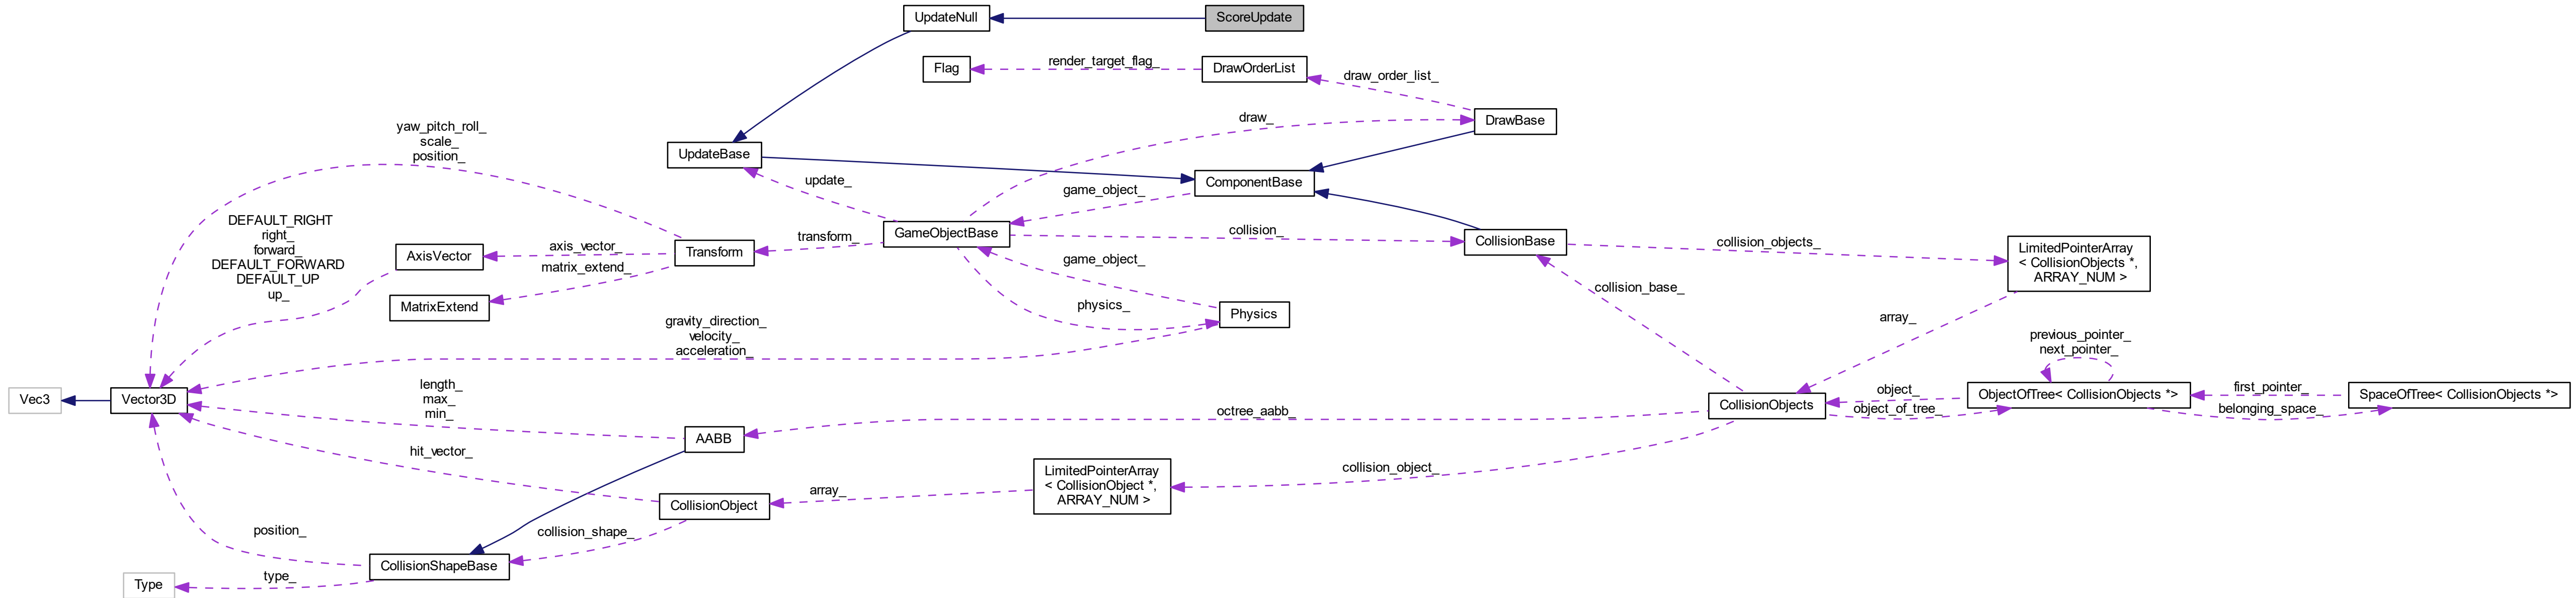 UpdateNull
ScoreUpdate
Flag
render_target_flag_
DrawOrderList
draw_order_list_
yaw_pitch_roll_
scale_
position_
draw_
DrawBase
UpdateBase
update_
ComponentBase
game_object_
DEFAULT_RIGHT
right_
forward_
DEFAULT_FORWARD
DEFAULT_UP
up_
AxisVector
axis_vector_
matrix_extend_
MatrixExtend
Transform
transform_
GameObjectBase
collision_
CollisionBase
collision_objects_
LimitedPointerArray
< CollisionObjects *,
ARRAY_NUM >
game_object_
physics_
Physics
collision_base_
array_
gravity_direction_
velocity_
acceleration_
previous_pointer_
next_pointer_
Vec3
Vector3D
length_
max_
min_
octree_aabb_
CollisionObjects
object_
object_of_tree_
ObjectOfTree< CollisionObjects *>
first_pointer_
belonging_space_
SpaceOfTree< CollisionObjects *>
AABB
hit_vector_
CollisionObject
array_
LimitedPointerArray
< CollisionObject *,
ARRAY_NUM >
collision_object_
position_
collision_shape_
CollisionShapeBase
Type
type_